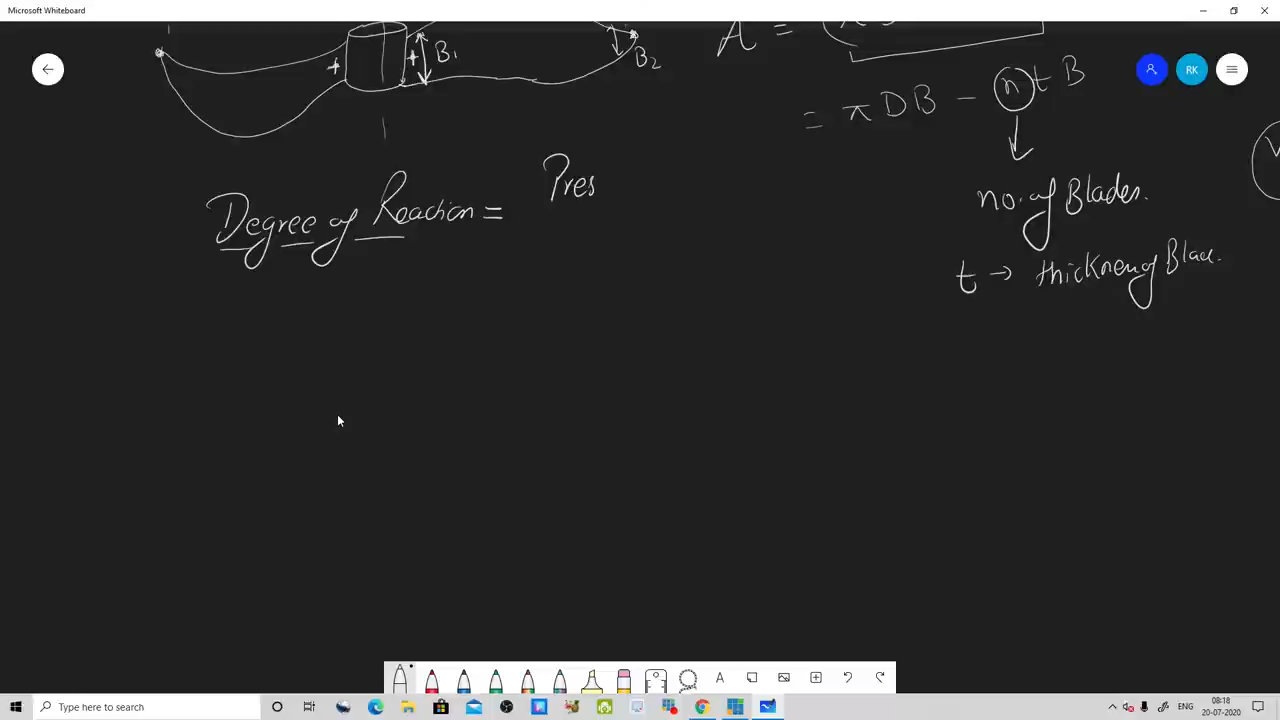 Microsoft Whiteboard
B1
B2
A =
= π D B - n t B
RK
Pres
Degree of Reaction =
no. of Blades.
t → thickness of Blade.
A
Type here to search
ENG
08:18
20-07-2020